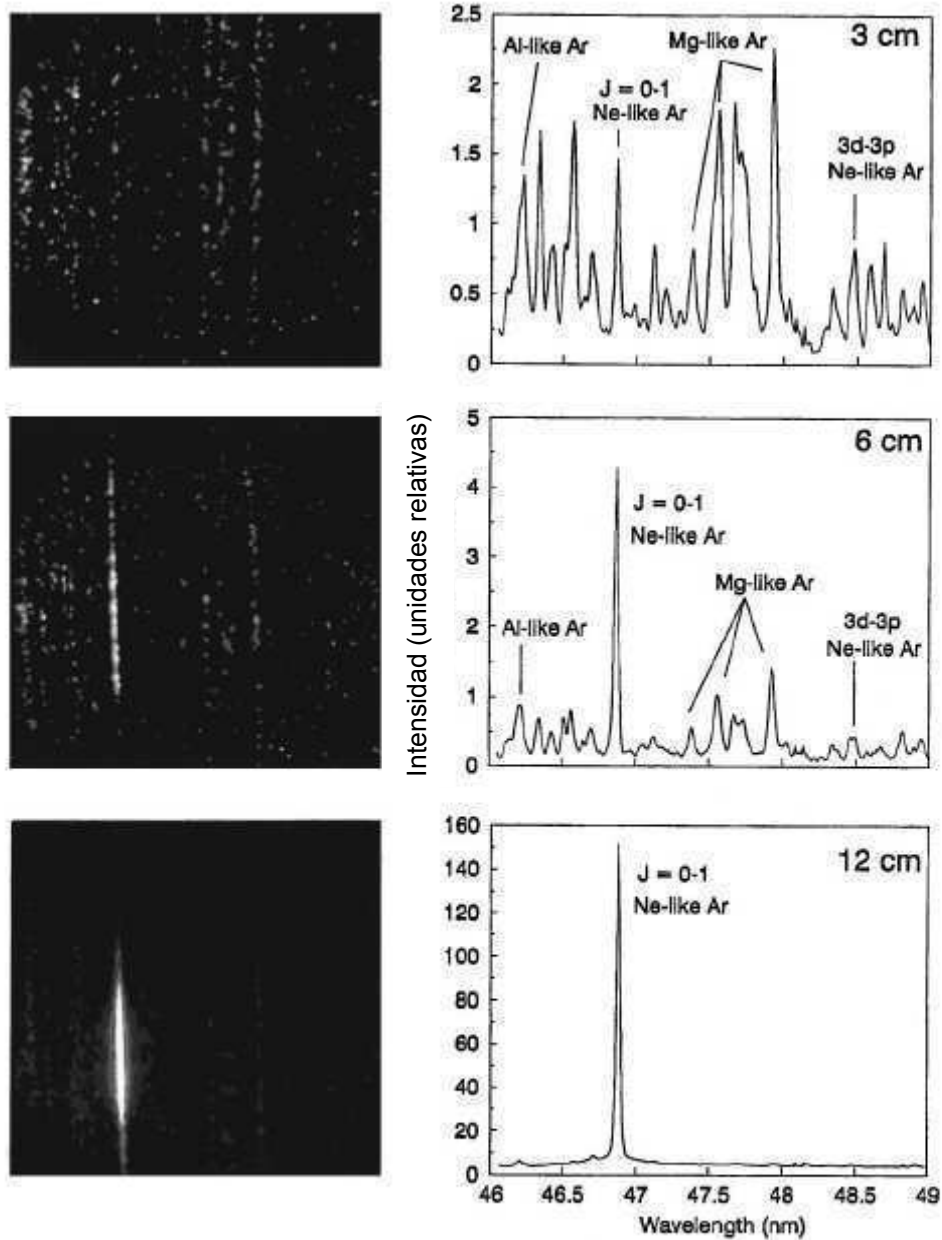 2.5
3 cm
Al-like Ar
Mg-like Ar
2
J = 0-1
Ne-like Ar
1.5
3d-3p
Ne-like Ar
1
0.5
0
Intensidad (unidades relativas)
5
6 cm
4
J = 0-1
Ne-like Ar
3
Mg-like Ar
2
Al-like Ar
3d-3p
Ne-like Ar
1
0
160
12 cm
140
J = 0-1
Ne-like Ar
120
100
80
60
40
20
0
46 46.5 47 47.5 48 48.5 49
Wavelength (nm)